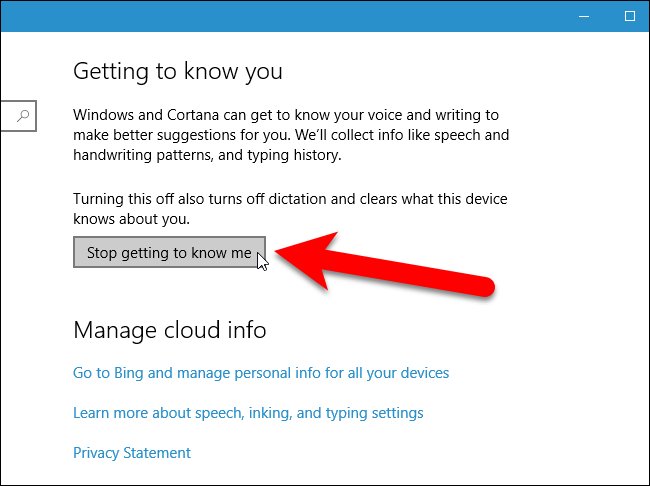 Getting to know you
Windows and Cortana can get to know your voice and writing to
make better suggestions for you. We'll collect info like speech and
handwriting patterns, and typing history.
Turning this off also turns off dictation and clears what this device
knows about you.
Stop getting to know me
Manage cloud info
Go to Bing and manage personal info for all your devices
Learn more about speech, inking, and typing settings
Privacy Statement